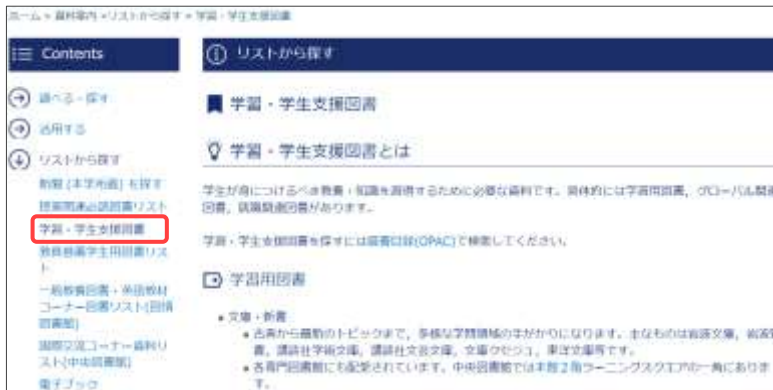 ホーム » 資料案内 » リストから探す » 学習・学生支援図書
Contents
調べる・探す
活用する
リストから探す
新聞(本学所蔵)を探す
授業関連必読図書リスト
学習・学生支援図書
教員推薦学生用図書リス
ト
一般教養図書・英語教材
コーナー図書リスト
図書館]
国際交流コーナー資料リ
スト[中央図書館]
電子ブック
リストから探す
学習・学生支援図書
学習・学生支援図書とは
学生が身につけるべき教養・知識を習得するために必要な資料です。具体的には学習用図書，グローバル関連
図書，就職関連図書があります。
学習・学生支援図書を探すには蔵書目録(OPAC)で検索してください。
学習用図書
文庫・新書
古典から最新のトピックまで，多様な学問領域の手がかりになります。主なものは岩波文庫，岩波新
書，講談社学術文庫，講談社文芸文庫，文庫クセジュ，東洋文庫等です。
各専門図書館にも配架されています。中央図書館では本館2階ラーニングスクエアの一角にありま
す。